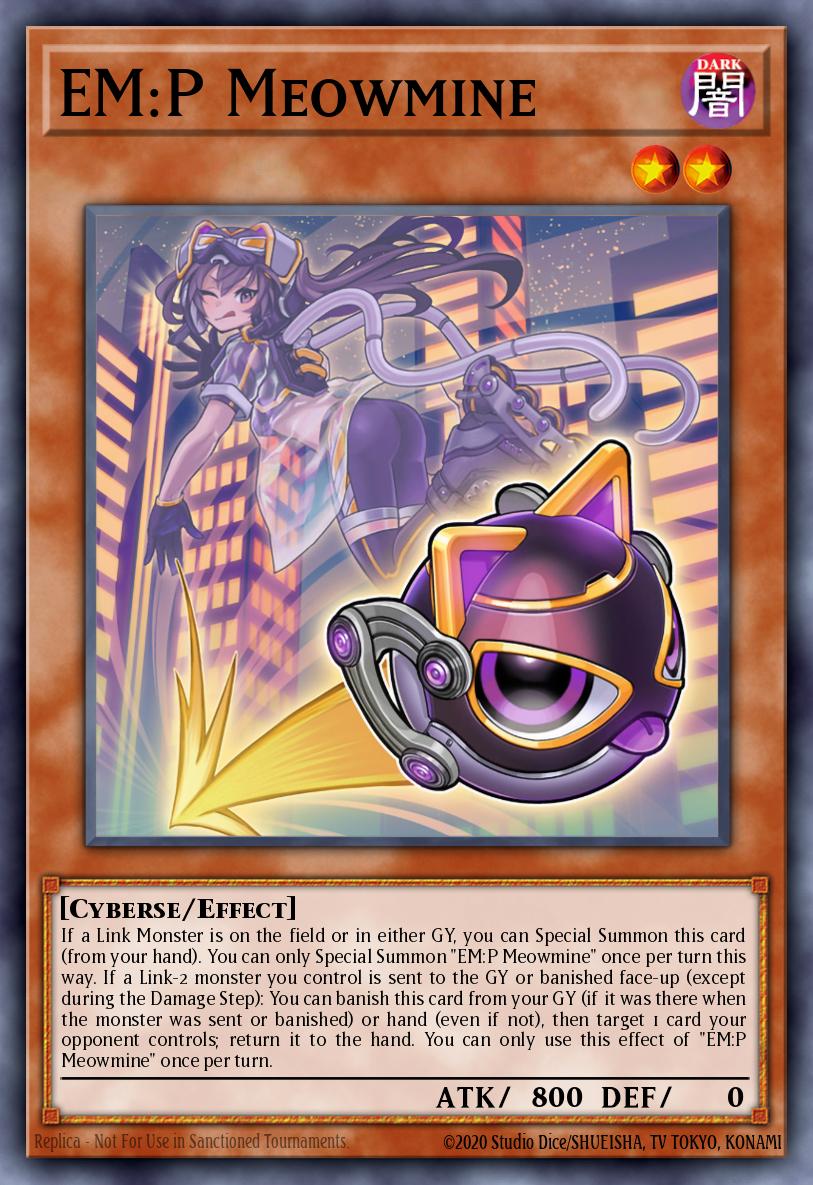 EM:P Meowmine
DARK
闇
[Cyberse/Effect]
If a Link Monster is on the field or in either GY, you can Special Summon this card
(from your hand). You can only Special Summon "EM:P Meowmine" once per turn this
way. If a Link-2 monster you control is sent to the GY or banished face-up (except
during the Damage Step): You can banish this card from your GY (if it was there when
the monster was sent or banished) or hand (even if not), then target 1 card your
opponent controls; return it to the hand. You can only use this effect of "EM:P
Meowmine" once per turn.
ATK/ 800 DEF/ 0
Replica - Not For Use in Sanctioned Tournaments.
©2020 Studio Dice/SHUEISHA, TV TOKYO, KONAMI